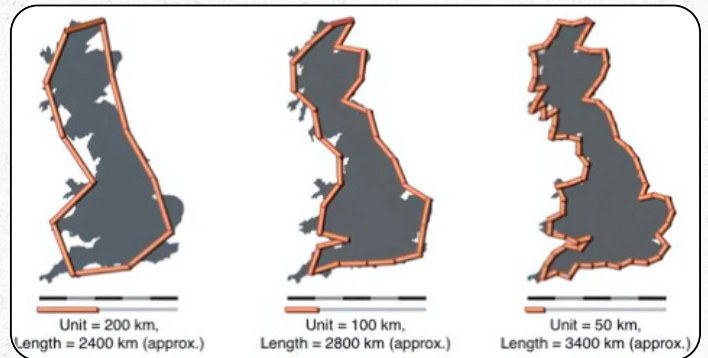 Unit = 200 km,
Length = 2400 km (approx.)
Unit = 100 km,
Length = 2800 km (approx.)
Unit = 50 km,
Length = 3400 km (approx.)